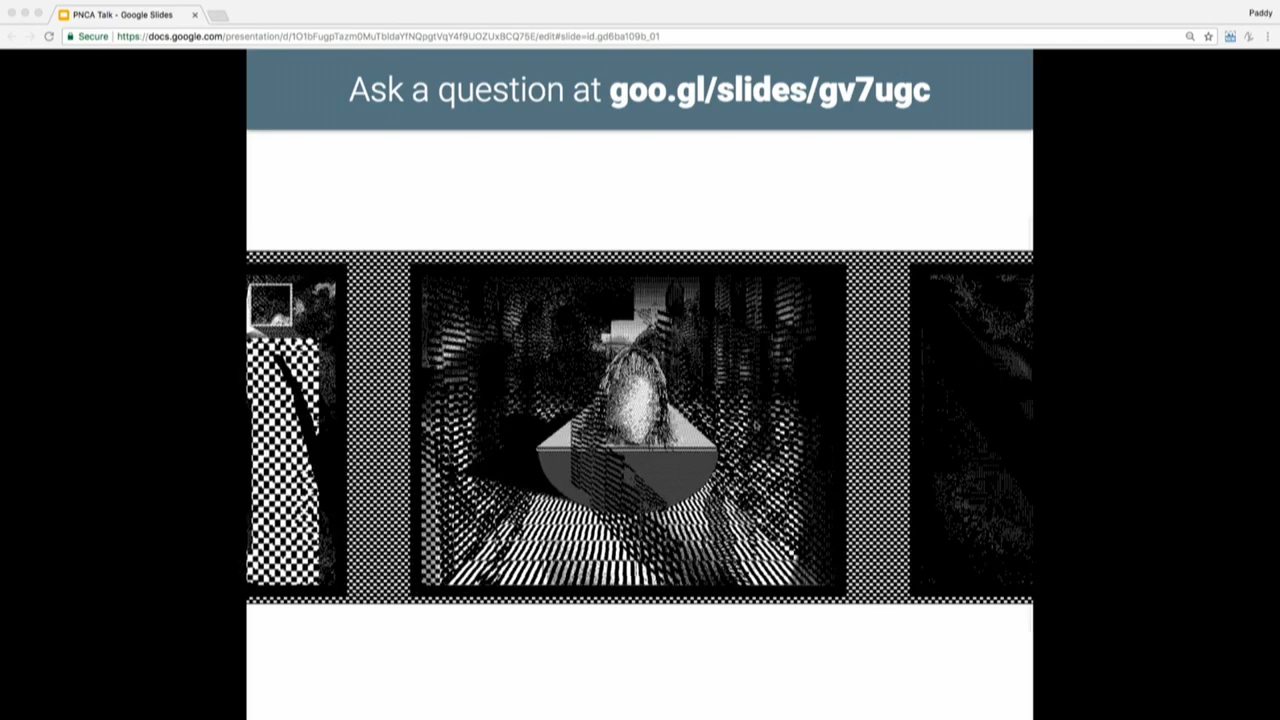 PNCA Talk - Google Slides
Paddy
Secure
https://docs.google.com/presentation/d/1O1bFugpTazm0MuTbIdaYfNQpgtVqY4f9UOZUxBCQ75E/edit#slide=id.gd6ba109b_01
Ask a question at goo.gl/slides/gv7ugc